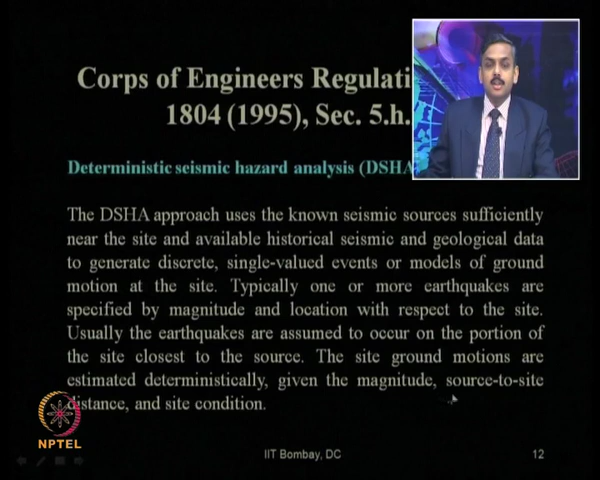 Corps of Engineers Regulati
1804 (1995), Sec. 5.h.
Deterministic seismic hazard analysis (DSHA
The DSHA approach uses the known seismic sources sufficiently
near the site and available historical seismic and geological data
to generate discrete, single-valued events or models of ground
motion at the site. Typically one or more earthquakes are
specified by magnitude and location with respect to the site.
Usually the earthquakes are assumed to occur on the portion of
the site closest to the source. The site ground motions are
estimated deterministically, given the magnitude, source-to-site
distance, and site condition.
NPTEL
IIT Bombay, DC
12